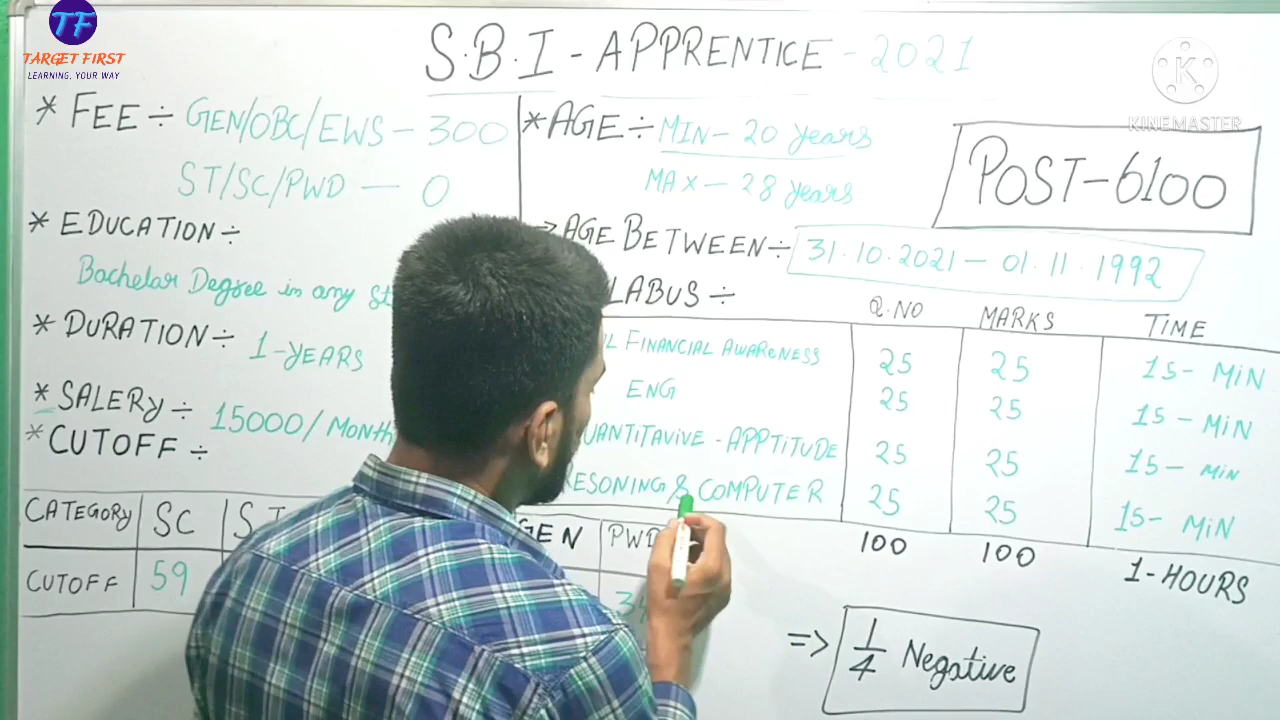 TF
TARGET FIRST
LEARNING, YOUR WAY
S.B.I - APPRENTICE - 2021
KINEMASTER
* FEE ÷ GEN/OBC/EWS - 300
ST/SC/PWD - 0
* EDUCATION ÷
Bachelar Degree in any
* DURATION ÷ 1-YEARS
* SALERY ÷ 15000/MONTH
* CUTOFF ÷
CATEGORY SC GEN PWD
CUTOFF 59
* AGE ÷ MIN - 20 years
MAX - 28 years
POST-6100
AGE BETWEEN ÷ 31.10.2021 - 01.11.1992
LABUS ÷
Q.NO MARKS TIME
FINANCIAL AWARENESS 25 25 15- MIN
ENG 25 25 15 - MIN
UANTITAVIVE - APPTITUDE 25 25 15 - MIN
RESONING & COMPUTER 25 25 15- MIN
100 100 1-HOURS
=> 1/4 Negative